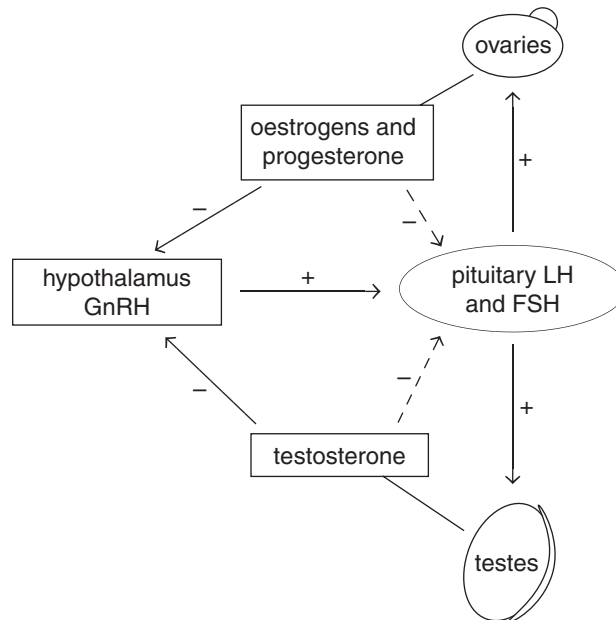 ovaries
oestrogens and
progesterone
+
–
–
hypothalamus
GnRH
+
pituitary LH
and FSH
–
–
+
testosterone
testes